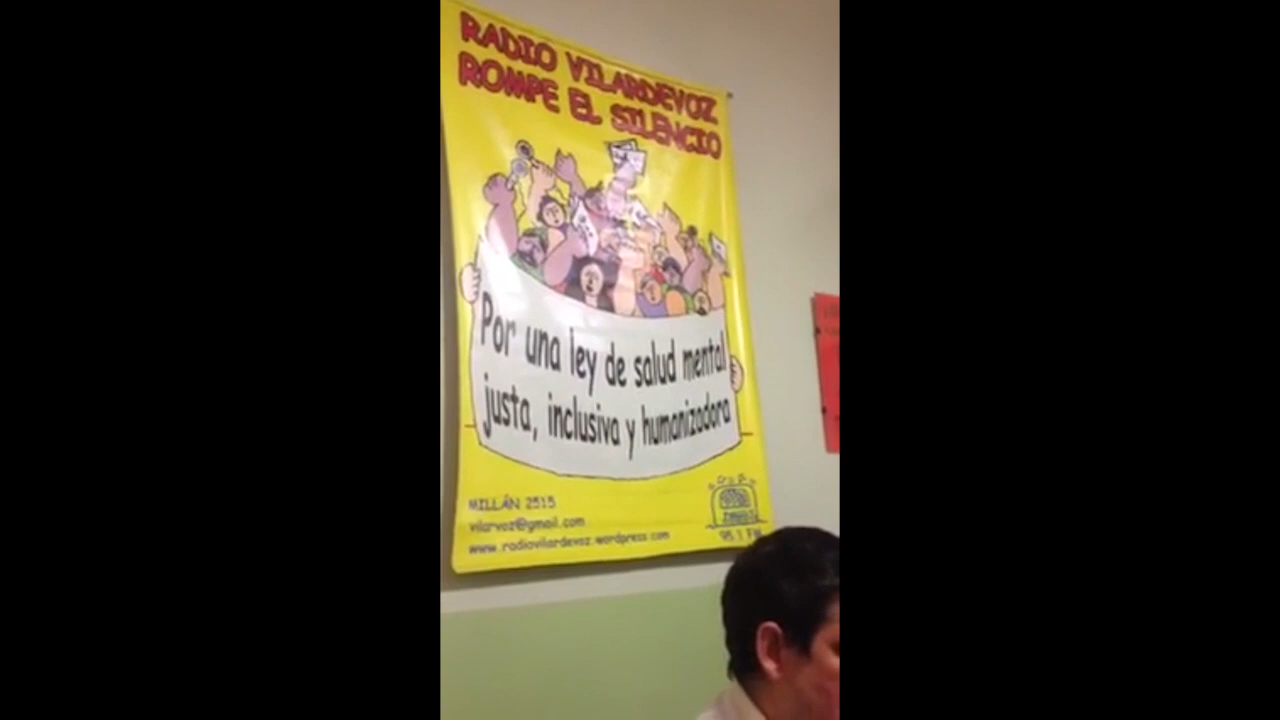 RADIO VILARDEVOZ
ROMPE EL SILENCIO
Por una ley de salud mental
justa, inclusiva y humanizadora
MILLÁN 2515
vilarvoz@gmail.com
www.radiovilardevoz.wordpress.com
95.1 FM